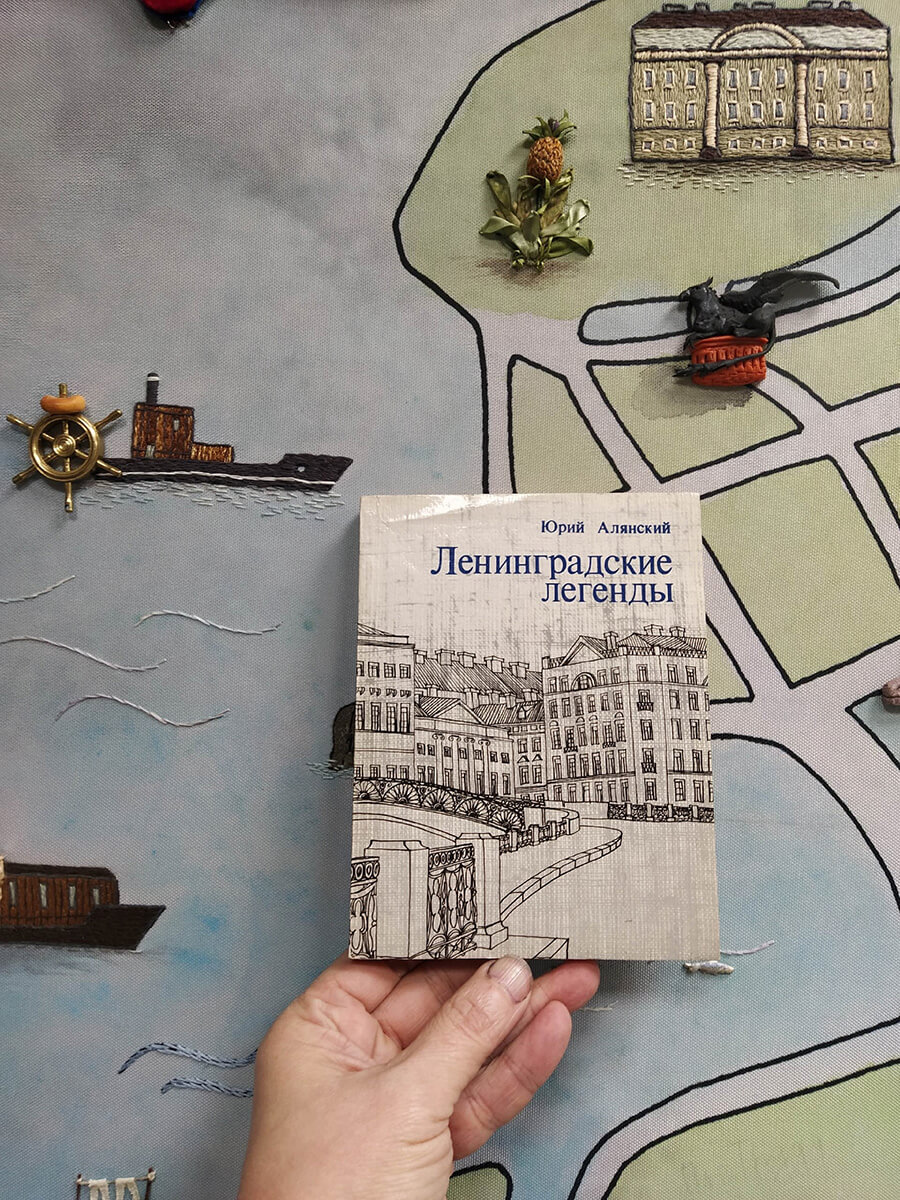 Юрий Алянский
Ленинградские
легенды